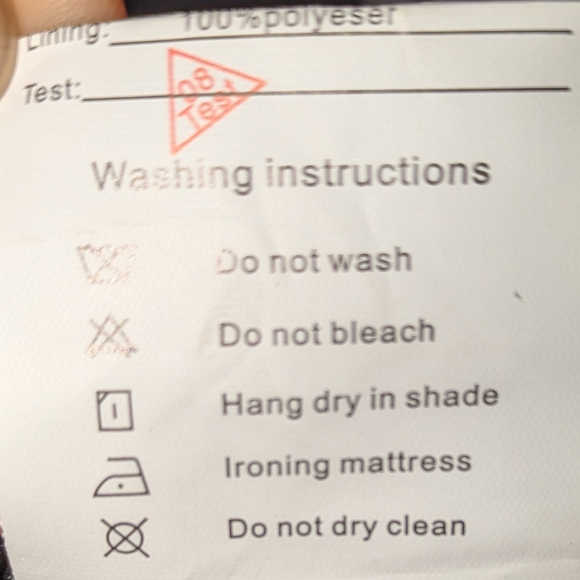 Lining: 100%polyeser
Test: 08 Test
Washing instructions
Do not wash
Do not bleach
Hang dry in shade
Ironing mattress
Do not dry clean